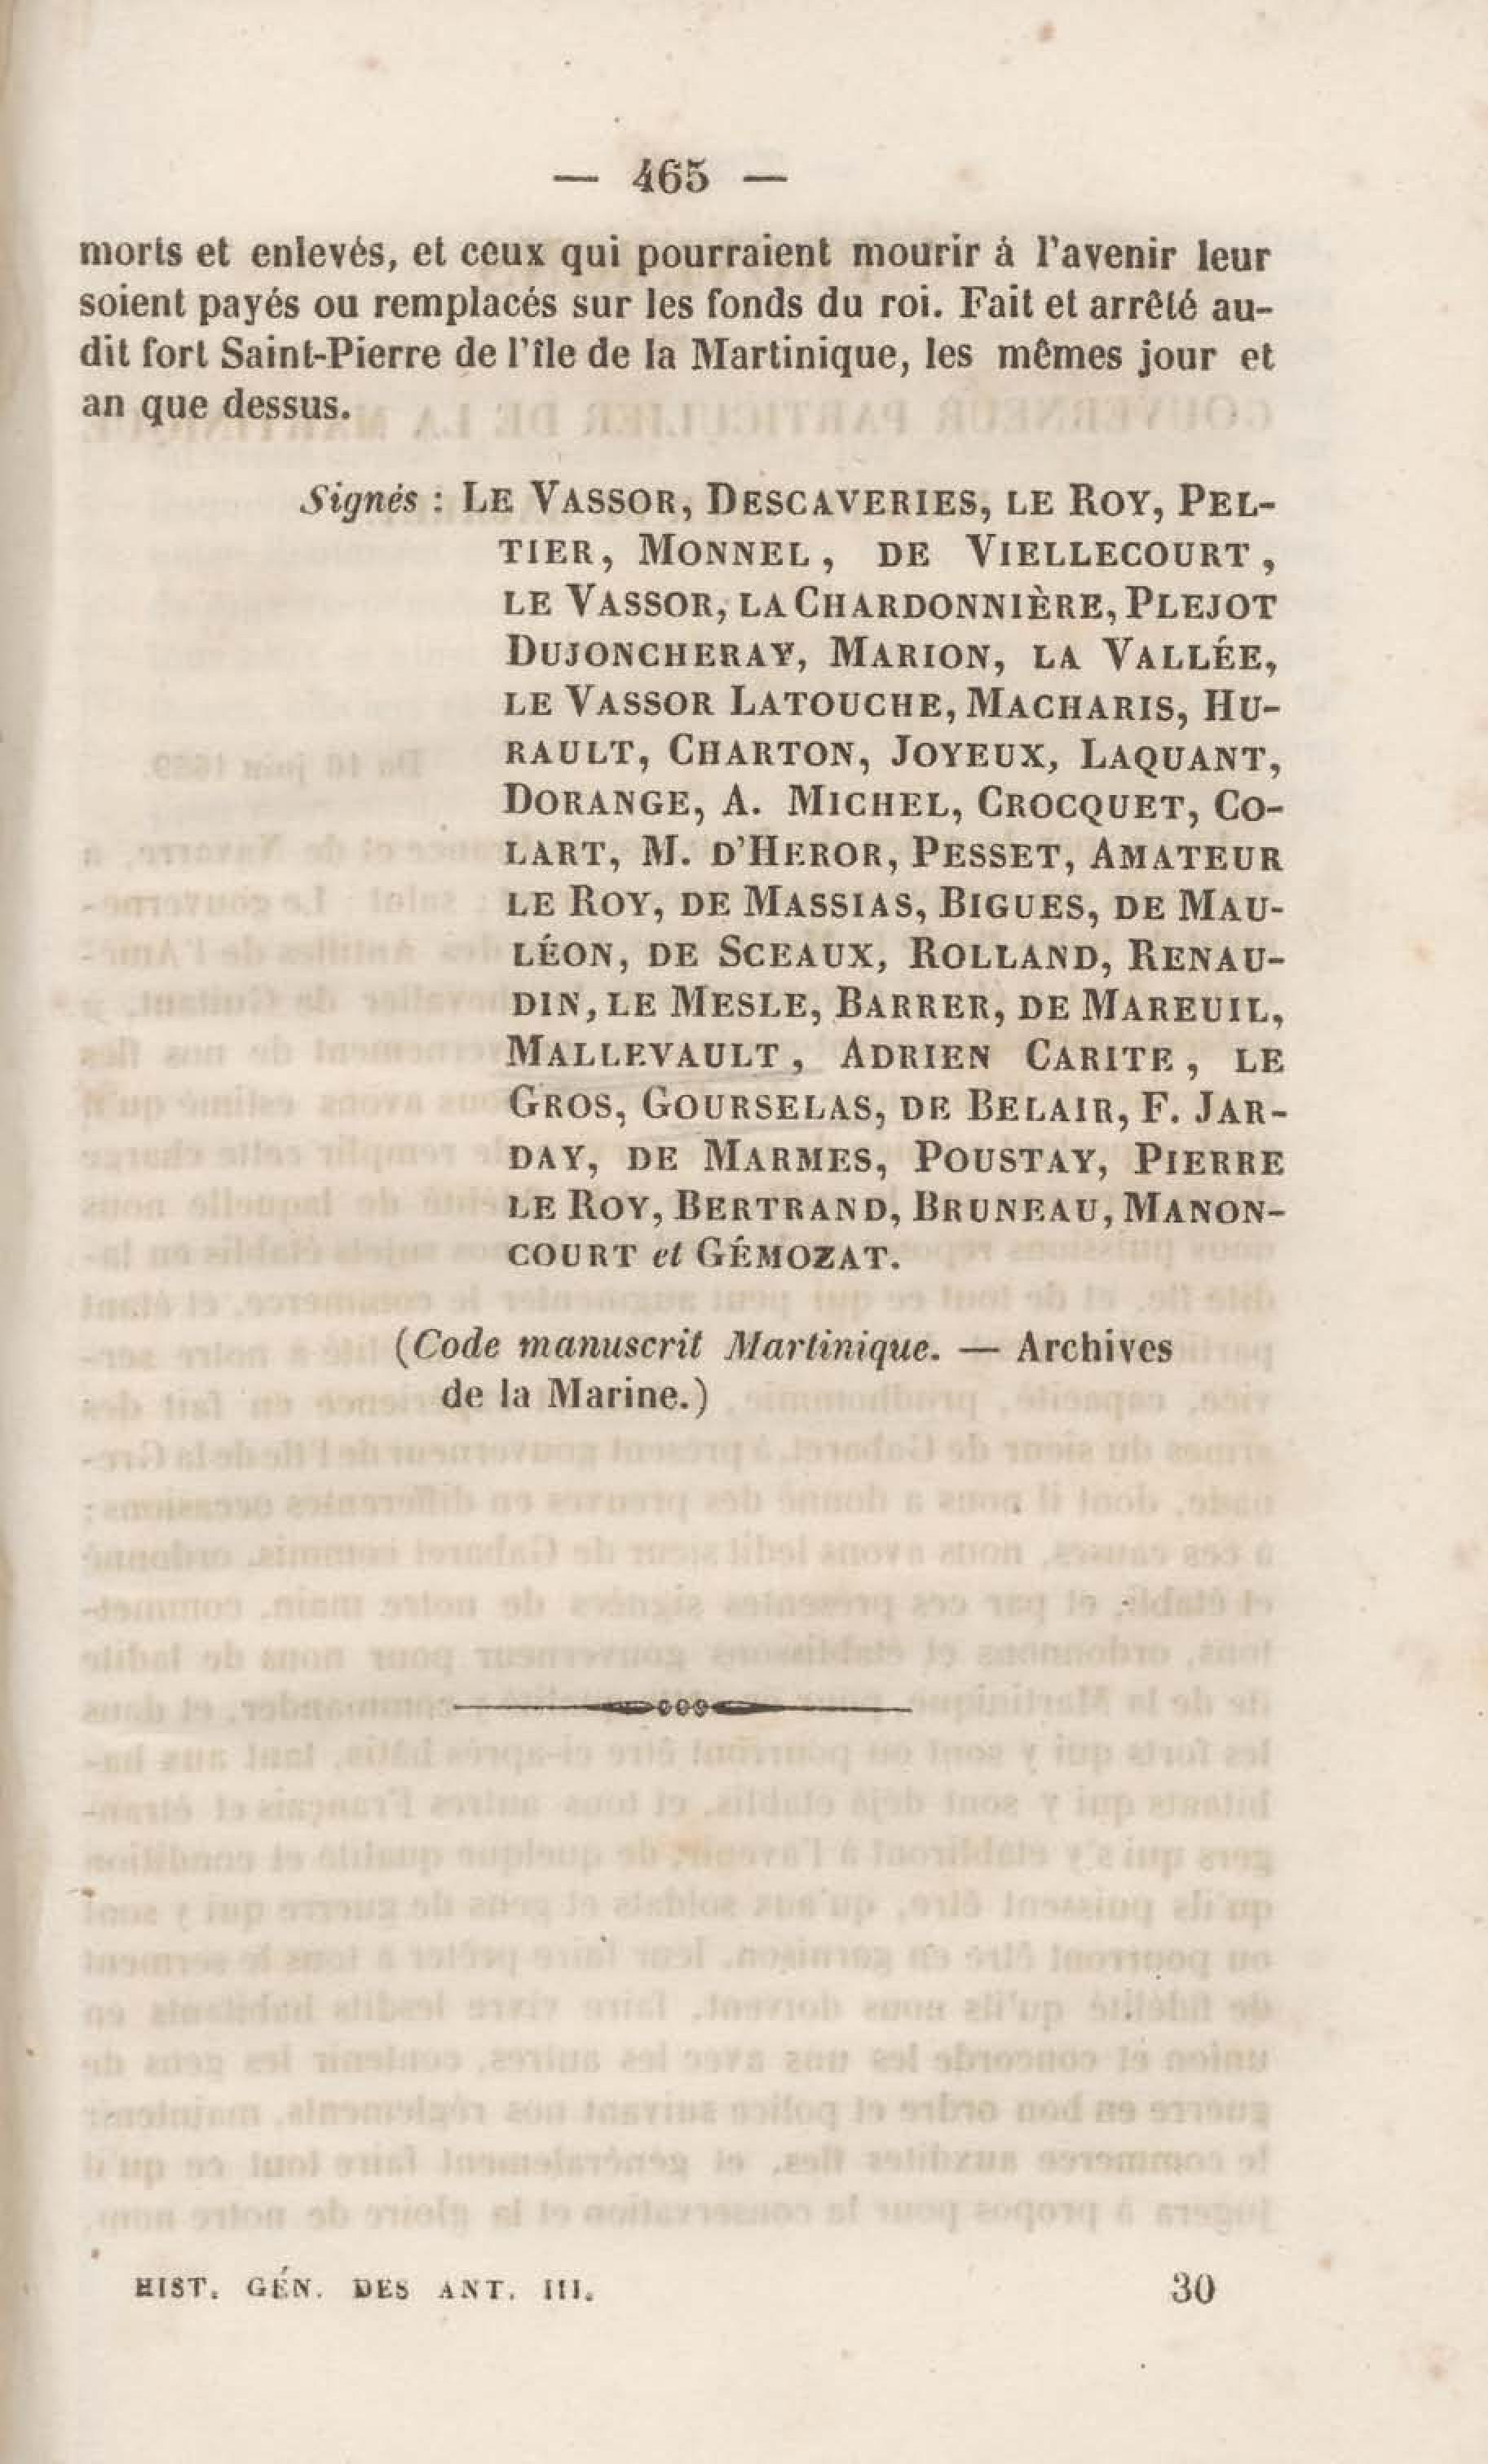 — 465 —
morts et enlevés, et ceux qui pourraient mourir à l'avenir leur
soient payés ou remplacés sur les fonds du roi. Fait et arrêté au-
dit fort Saint-Pierre de l'île de la Martinique, les mêmes jour et
an que dessus.
Signés : LE VASSOR, DESCAVERIES, LE ROY, PEL-
TIER, MONNEL, DE VIELLECOURT,
LE VASSOR, LA CHARDONNIÈRE, PLEJOT
DUJONCHERAY, MARION, LA VALLÉE,
LE VASSOR LATOUCHE, MACHARIS, HU-
RAULT, CHARTON, JOYEUX, LAQUANT,
DORANGE, A. MICHEL, CROCQUET, CO-
LART, M. D'HEROR, PESSET, AMATEUR
LE ROY, DE MASSIAS, BIGUES, DE MAU-
LÉON, DE SCEAUX, ROLLAND, RENAU-
DIN, LE MESLE, BARRER, DE MAREUIL,
MALLEVAULT, ADRIEN CARITE, LE
GROS, GOURSELAS, DE BELAIR, F. JAR-
DAY, DE MARMES, POUSTAY, PIERRE
LE ROY, BERTRAND, BRUNEAU, MANON-
COURT et GÉMOZAT.
(Code manuscrit Martinique. — Archives
de la Marine.)
HIST. GÉN. DES ANT. III. 30